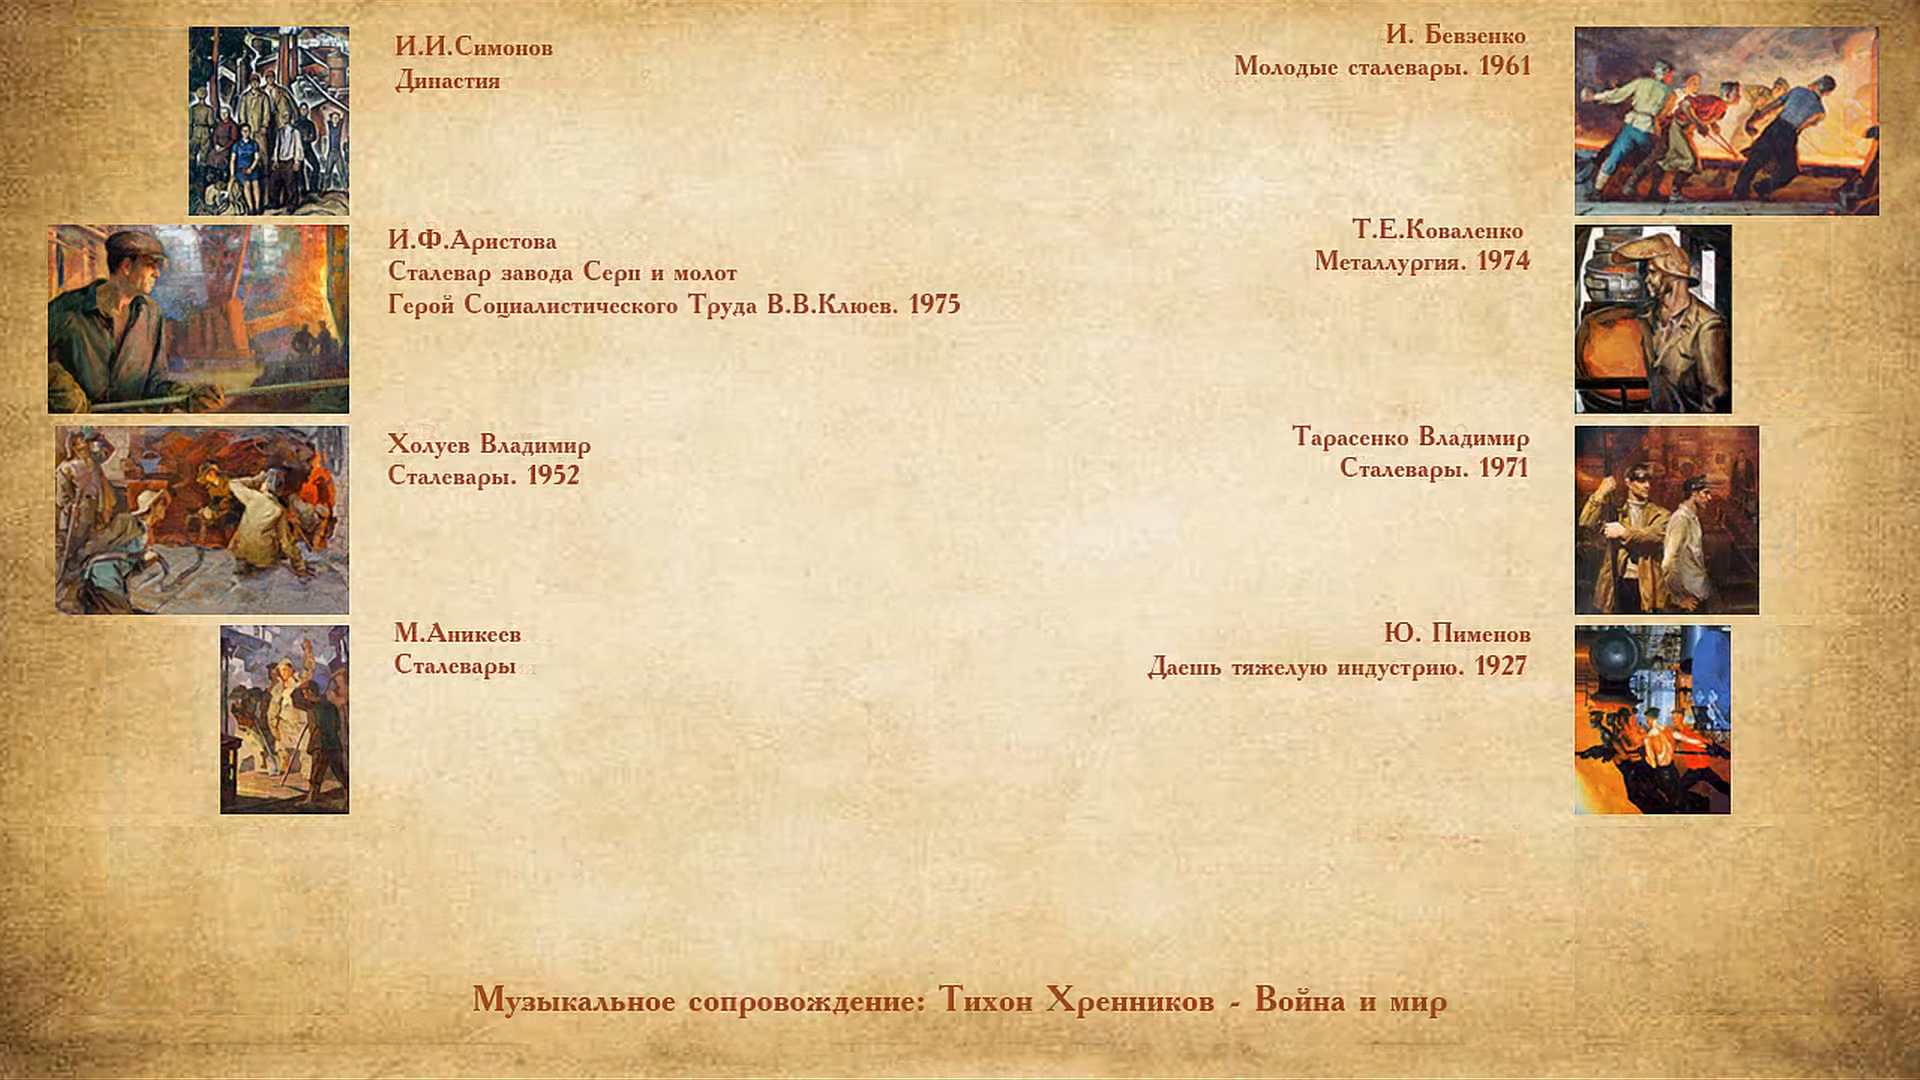 И.И.Симонов
Династия
И.Ф.Аристова
Сталевар завода Серп и молот
Герой Социалистического Труда В.В.Клюев. 1975
Холуев Владимир
Сталевары. 1952
М.Аникеев
Сталевары
И. Бевзенко
Молодые сталевары. 1961
Т.Е.Коваленко
Металлургия. 1974
Тарасенко Владимир
Сталевары. 1971
Ю. Пименов
Даешь тяжелую индустрию. 1927
Музыкальное сопровождение: Тихон Хренников - Война и мир